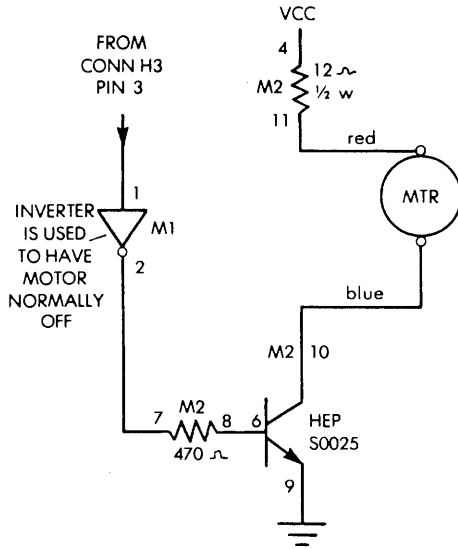 VCC
FROM
CONN H3
PIN 3
4
12 Ω
M2
½ W
11
red
MTR
1
INVERTER
IS USED
TO HAVE
MOTOR
NORMALLY
OFF
M1
2
blue
M2 10
M2
7
8
6
HEP
S0025
470 Ω
9